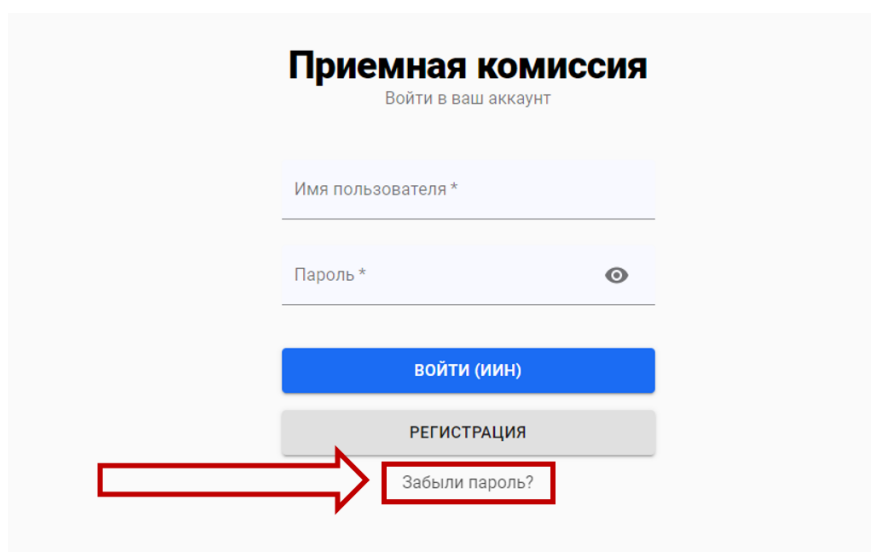 Приемная комиссия
Войти в ваш аккаунт
Имя пользователя *
Пароль *
ВОЙТИ (ИИН)
РЕГИСТРАЦИЯ
Забыли пароль?